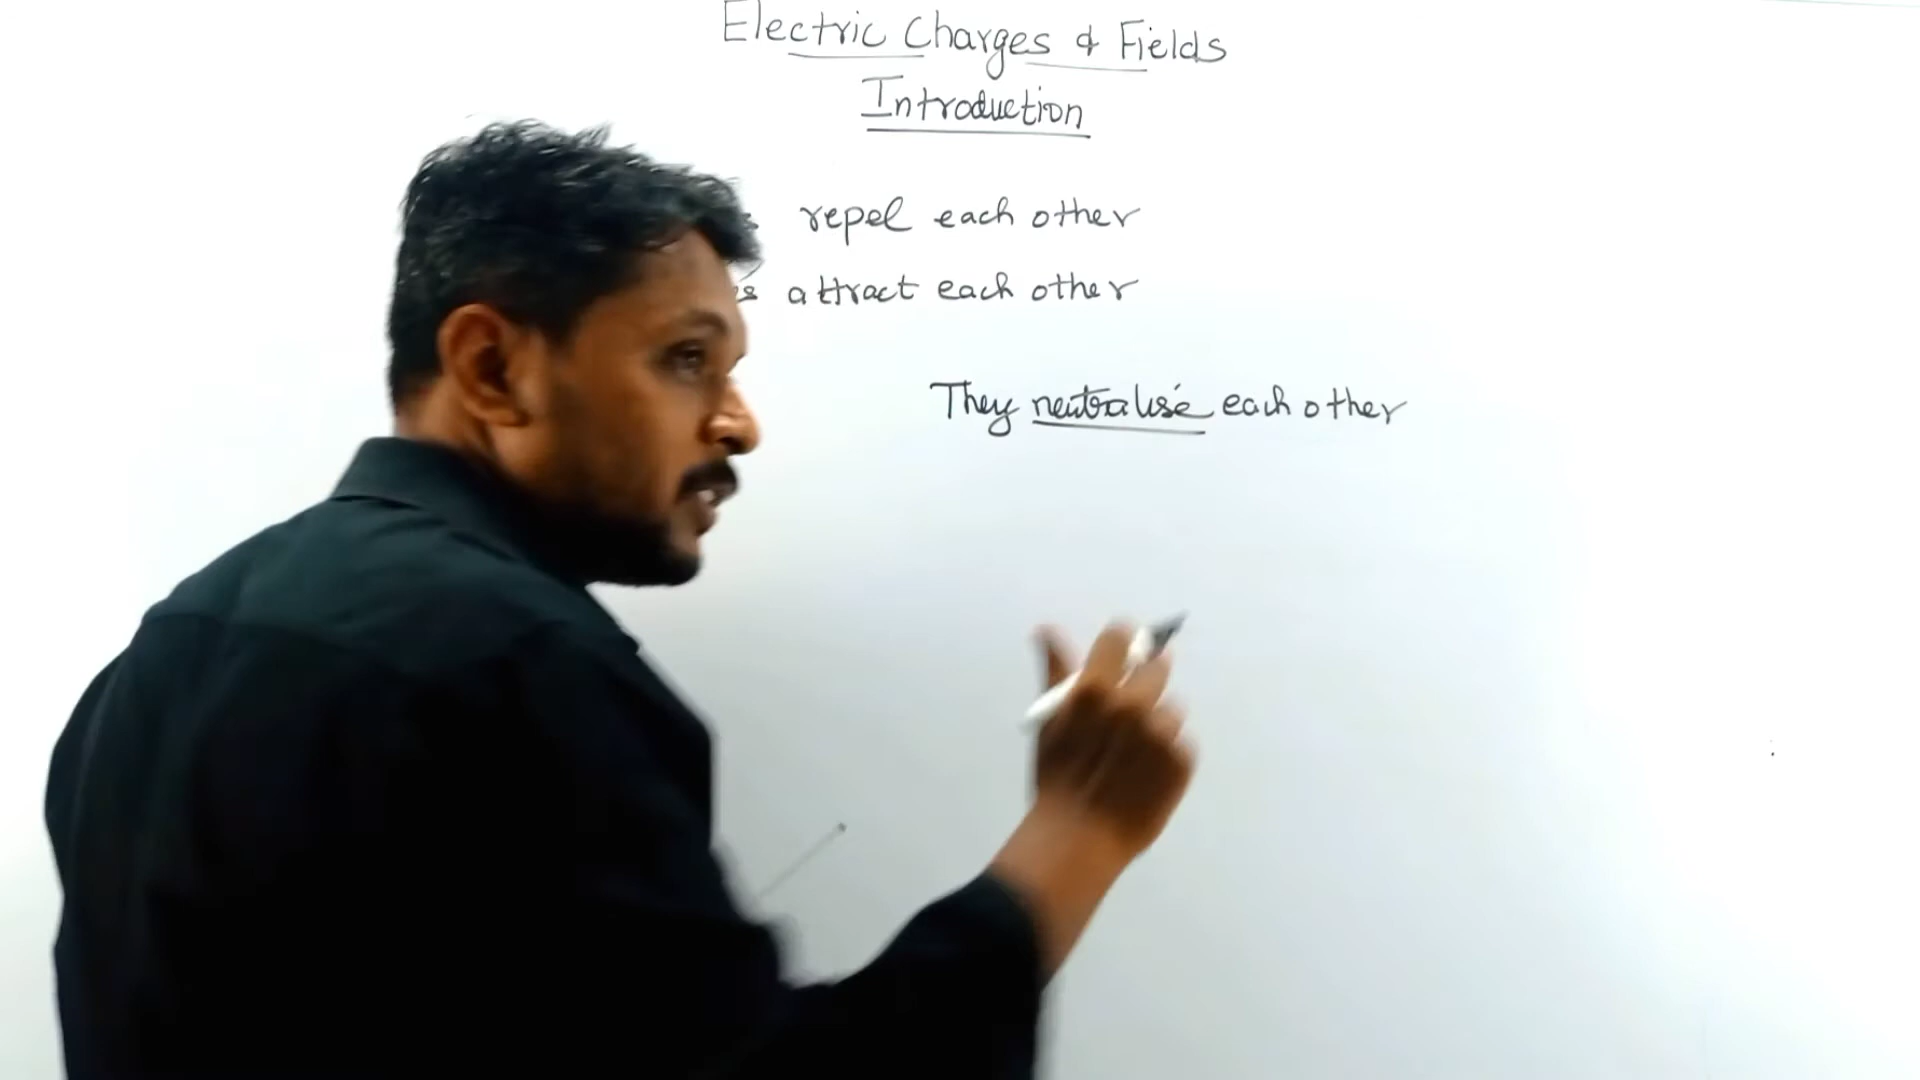 Electric Charges & Fields
Introduction
repel each other
attract each other
They neutralise each other